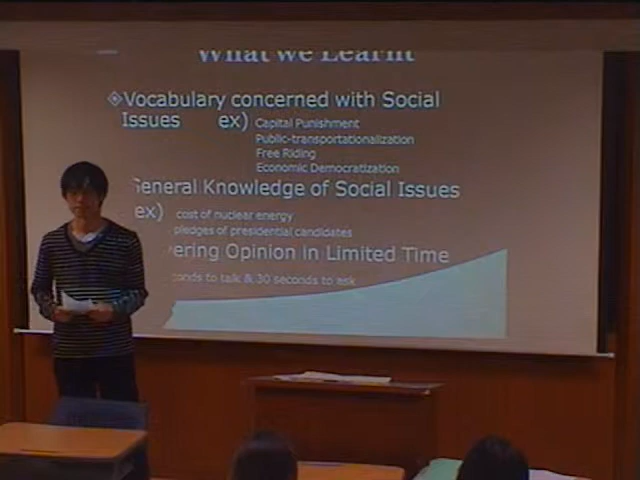 What we Learnt
Vocabulary concerned with Social
Issues ex) Capital Punishment
Public-transportationalization
Free Riding
Economic Democratization
General Knowledge of Social Issues
ex) cost of nuclear energy
pledges of presidential candidates
ering Opinion in Limited Time
conds to talk & 30 seconds to ask